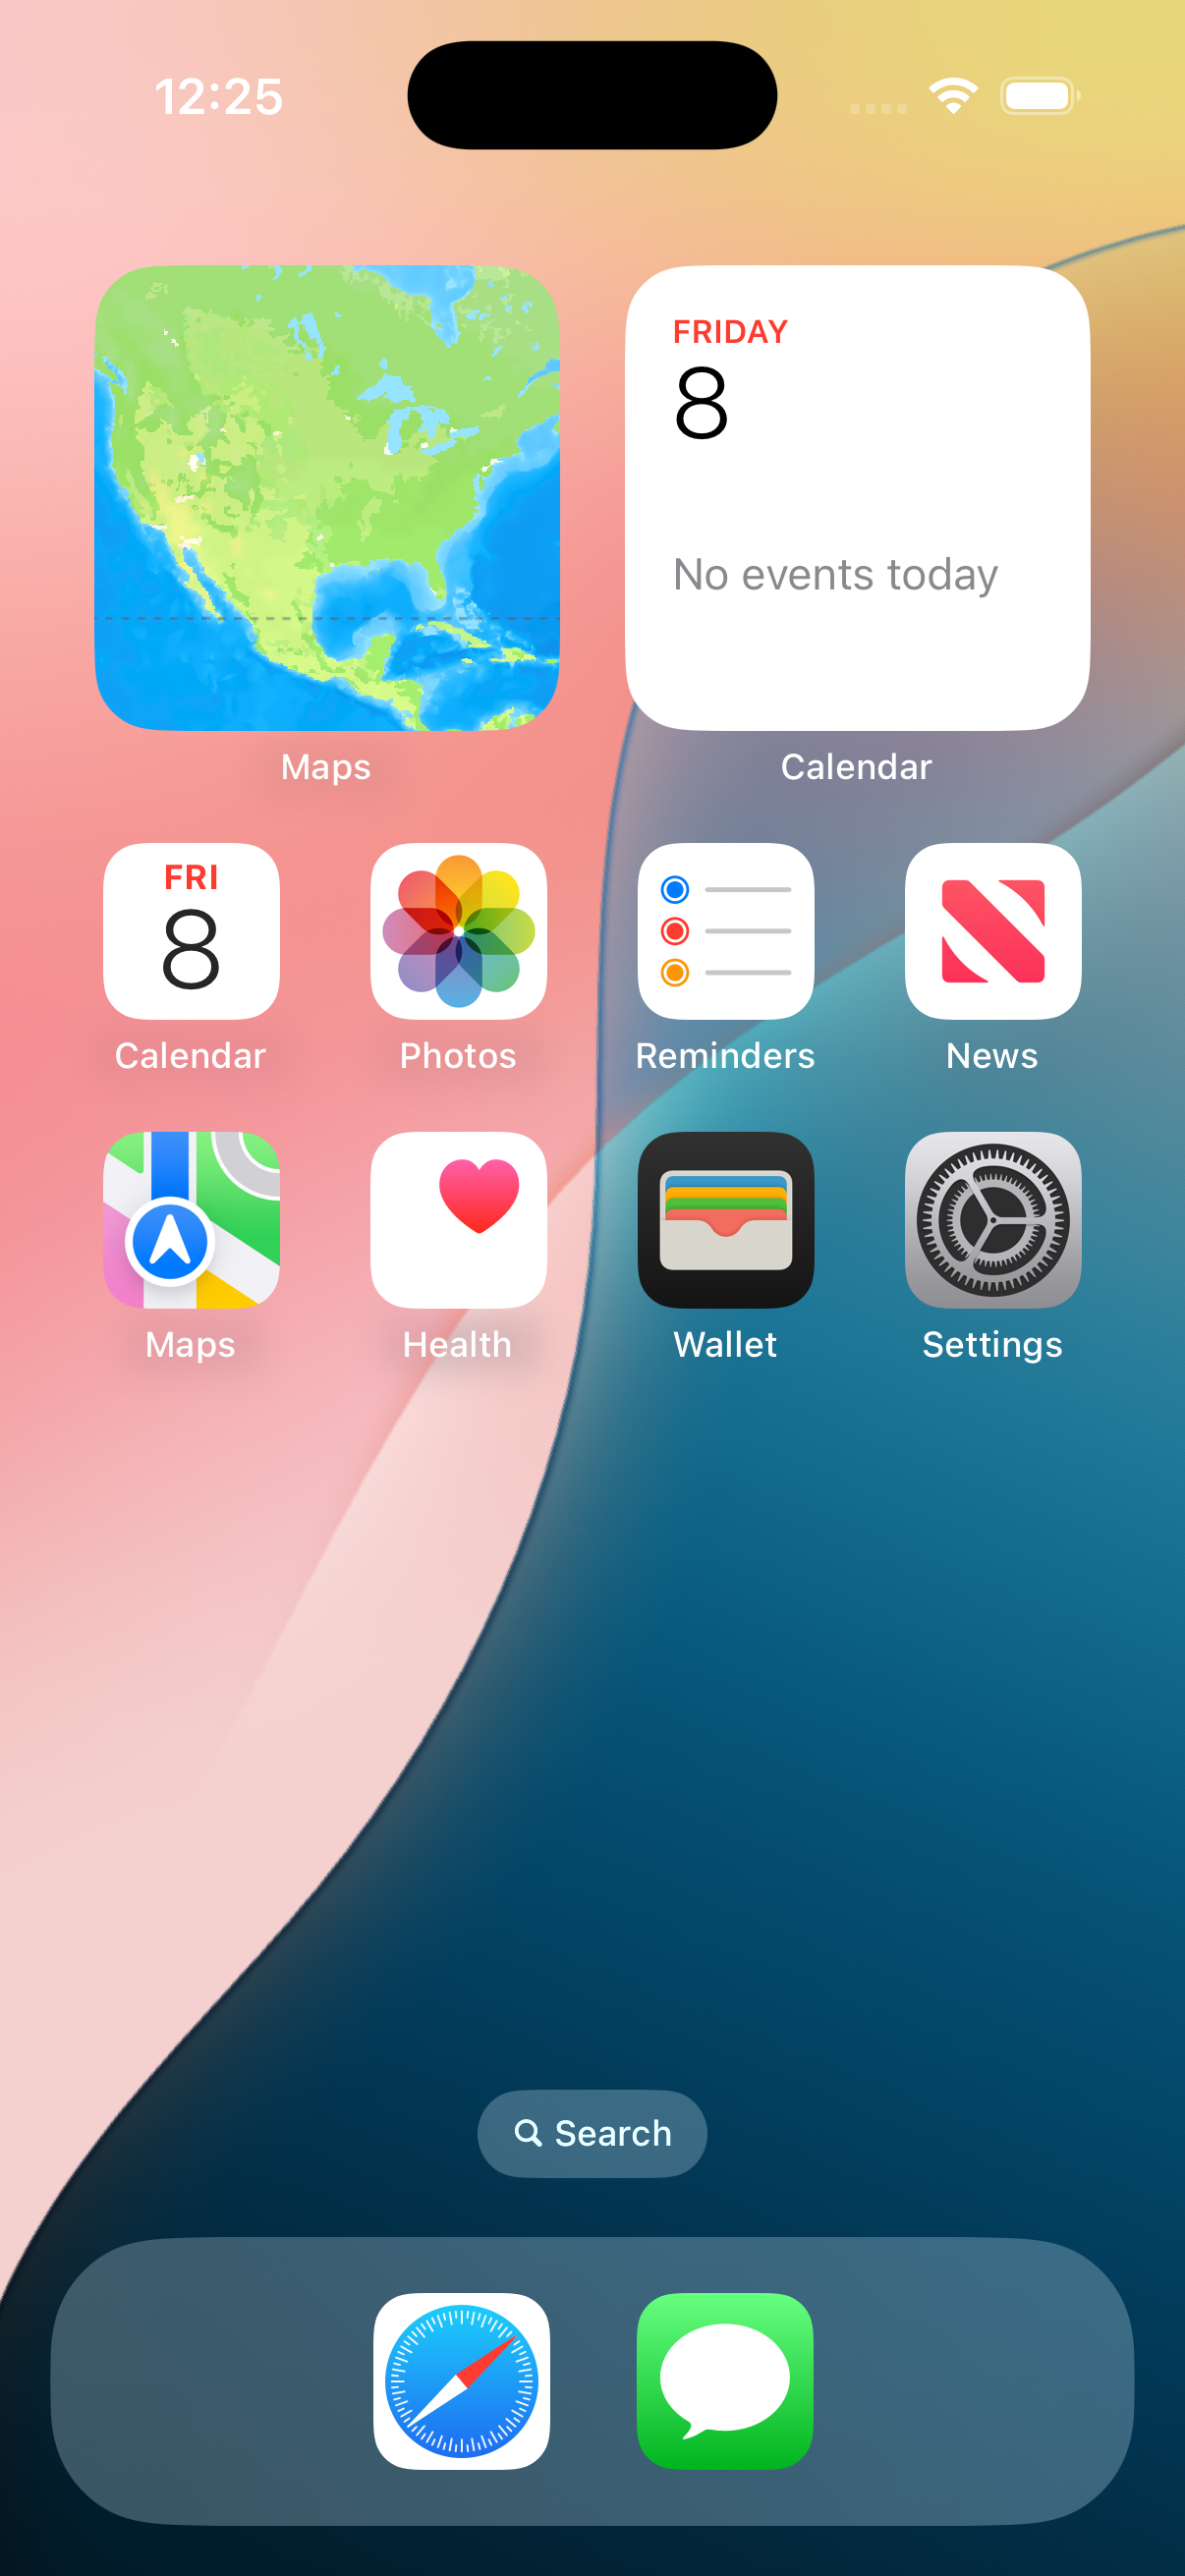 12:25
FRIDAY
8
No events today
Maps
Calendar
FRI
8
Calendar
Photos
Reminders
News
Maps
Health
Wallet
Settings
Search